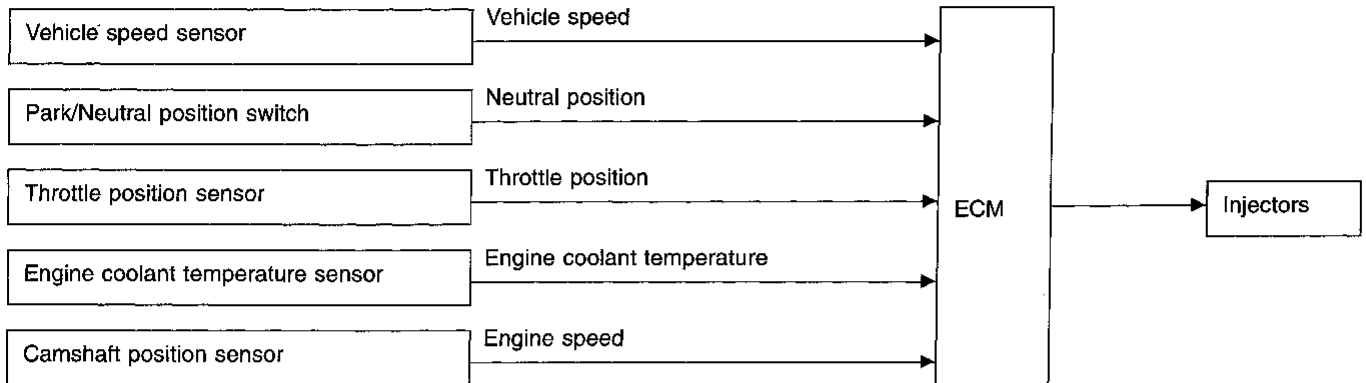 Vehicle speed sensor
Vehicle speed
Park/Neutral position switch
Neutral position
Throttle position sensor
Throttle position
Engine coolant temperature sensor
Engine coolant temperature
Camshaft position sensor
Engine speed
ECM
Injectors